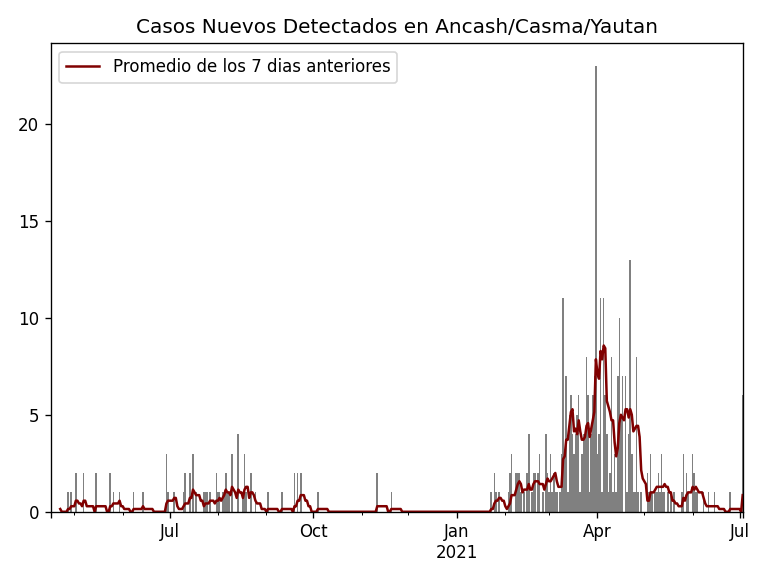 Casos Nuevos Detectados en Ancash/Casma/Yautan
Promedio de los 7 dias anteriores
20
15
10
5
0
Jul
Oct
Jan
2021
Apr
Jul